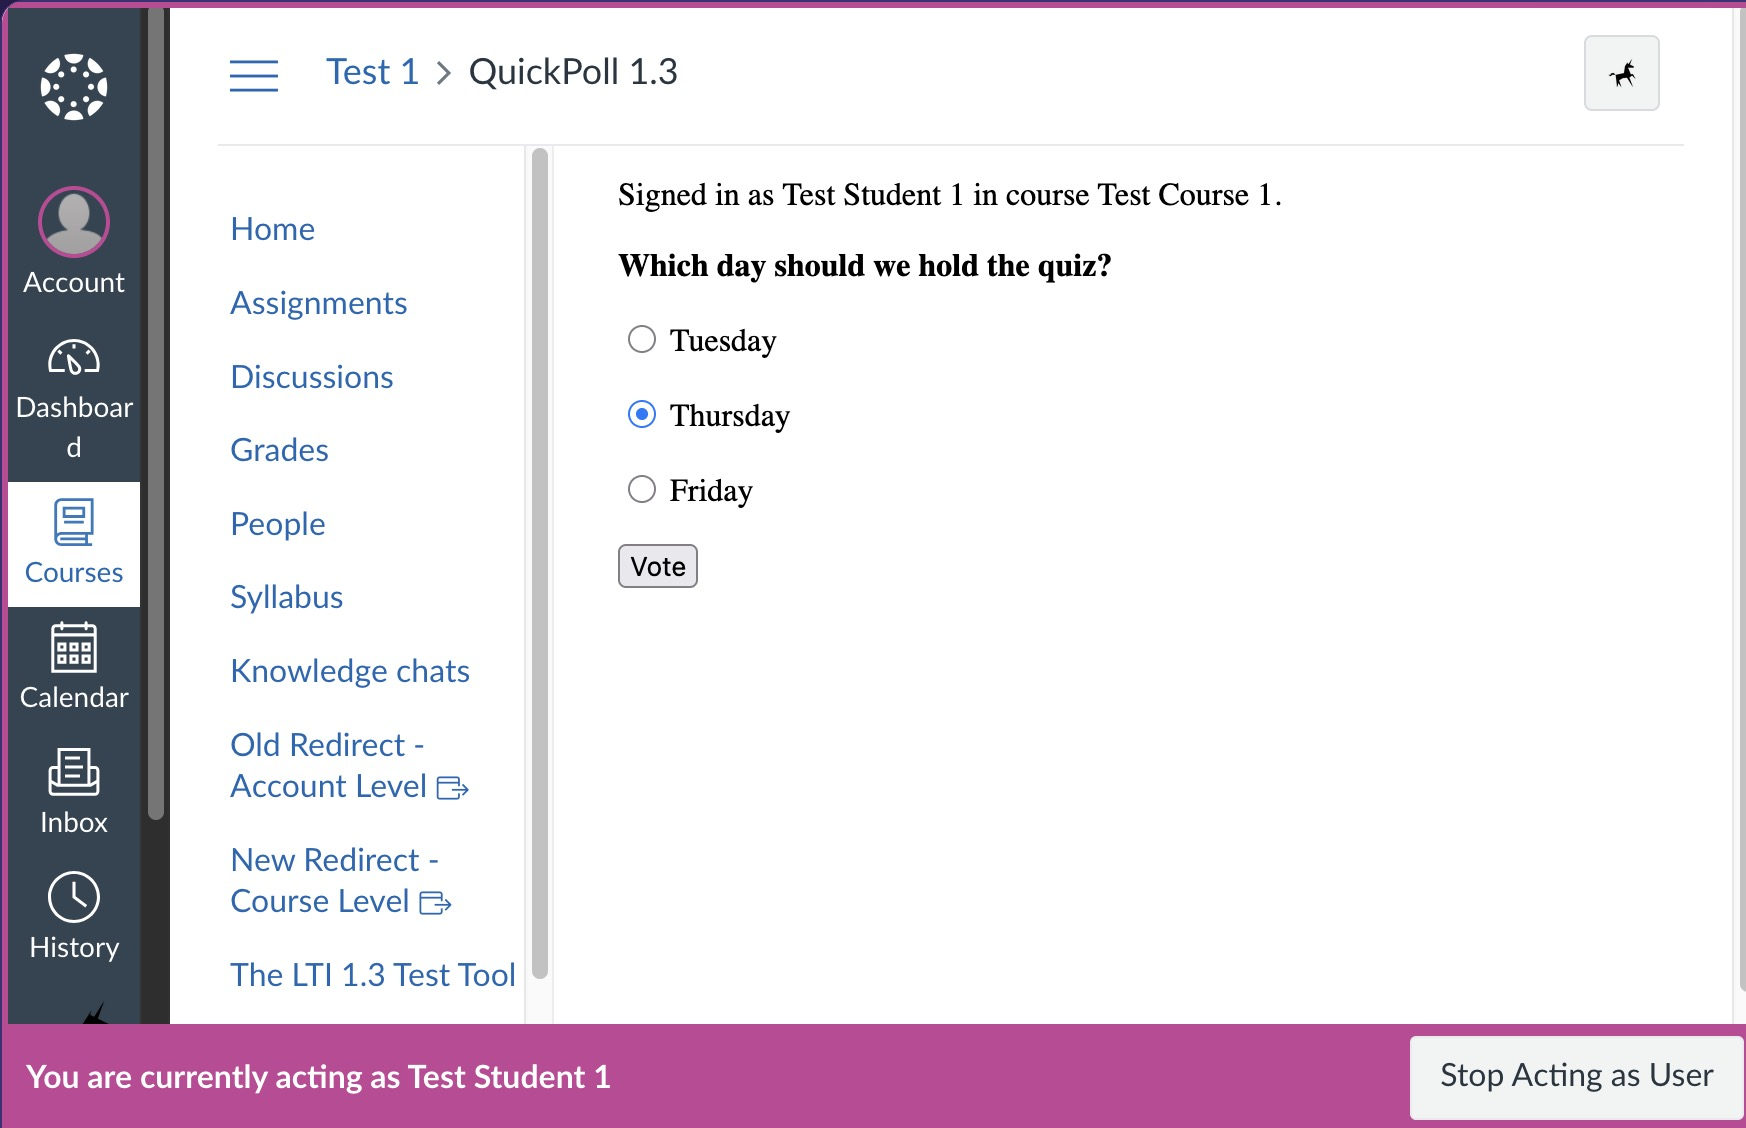 Test 1 > QuickPoll 1.3
Account
Dashboar
d
Courses
Calendar
Inbox
History
Home
Assignments
Discussions
Grades
People
Syllabus
Knowledge chats
Old Redirect -
Account Level
New Redirect -
Course Level
The LTI 1.3 Test Tool
Signed in as Test Student 1 in course Test Course 1.
Which day should we hold the quiz?
Tuesday
Thursday
Friday
Vote
You are currently acting as Test Student 1
Stop Acting as User